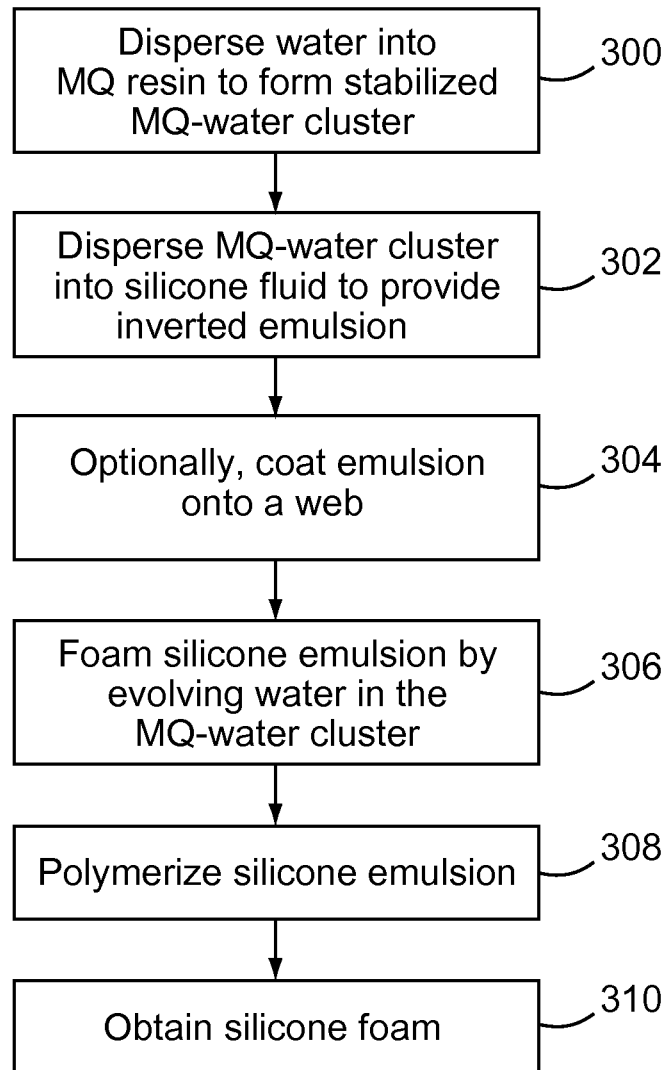 Disperse water into
MQ resin to form stabilized
MQ-water cluster
300
Disperse MQ-water cluster
into silicone fluid to provide
inverted emulsion
302
Optionally, coat emulsion
onto a web
304
Foam silicone emulsion by
evolving water in the
MQ-water cluster
306
Polymerize silicone emulsion
308
Obtain silicone foam
310